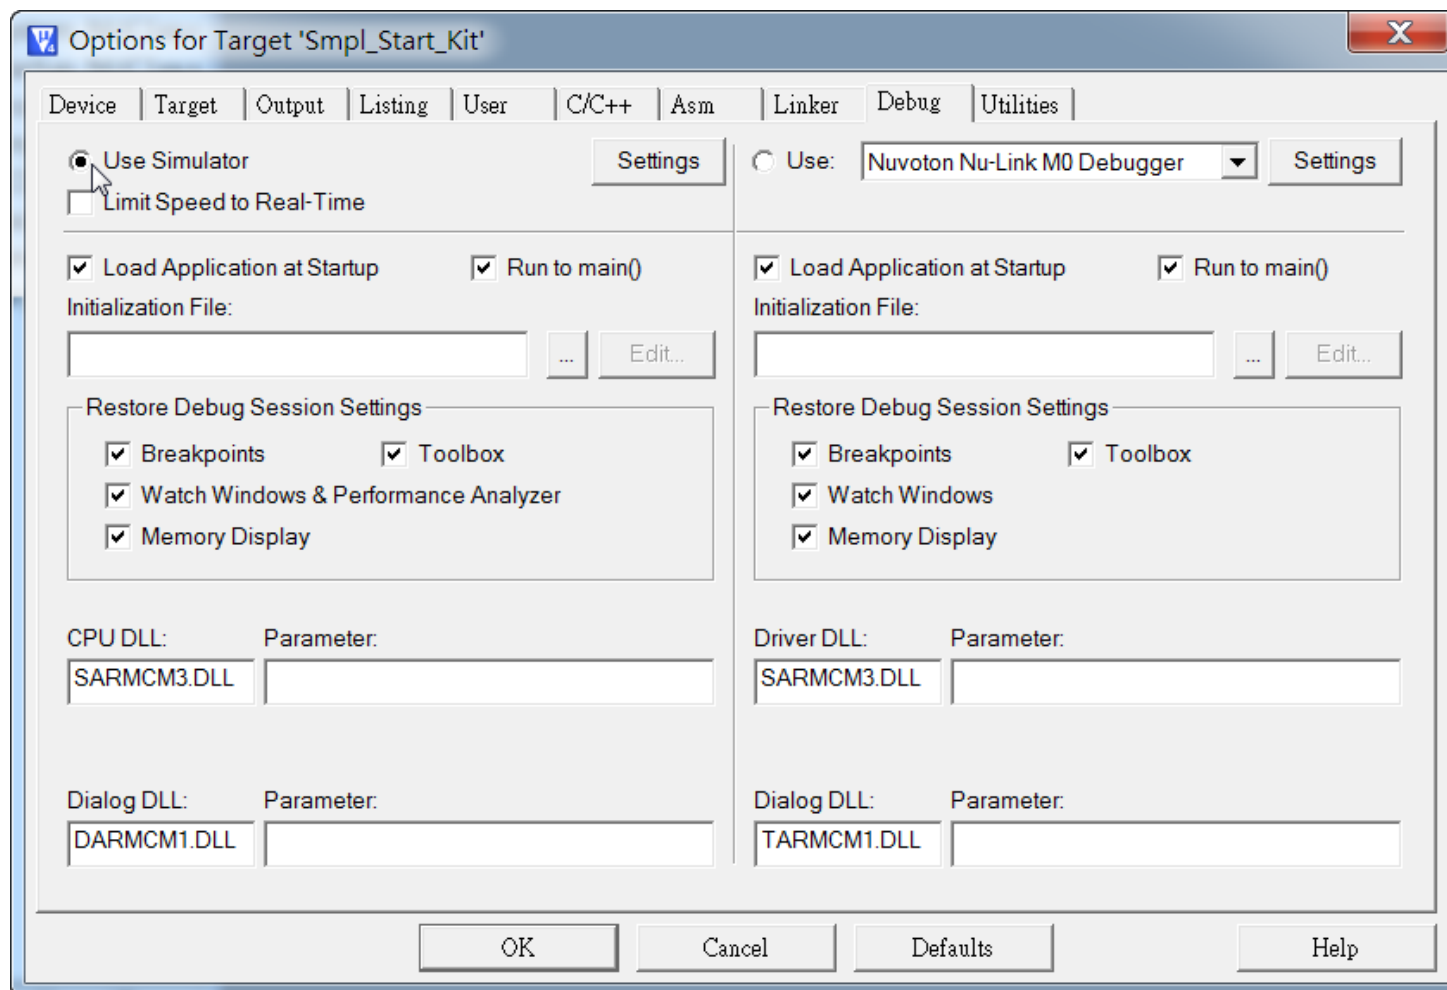 Options for Target 'Smpl_Start_Kit'
Device Target Output Listing User C/C++ Asm Linker Debug Utilities
Use Simulator Settings Use: Nuvoton Nu-Link M0 Debugger Settings
Limit Speed to Real-Time
Load Application at Startup Run to main() Load Application at Startup Run to main()
Initialization File: Initialization File:
... Edit... ... Edit...
Restore Debug Session Settings Restore Debug Session Settings
Breakpoints Toolbox Breakpoints Toolbox
Watch Windows & Performance Analyzer Watch Windows
Memory Display Memory Display
CPU DLL: Parameter: Driver DLL: Parameter:
SARMCM3.DLL SARMCM3.DLL
Dialog DLL: Parameter: Dialog DLL: Parameter:
DARMCM1.DLL TARMCM1.DLL
OK Cancel Defaults Help